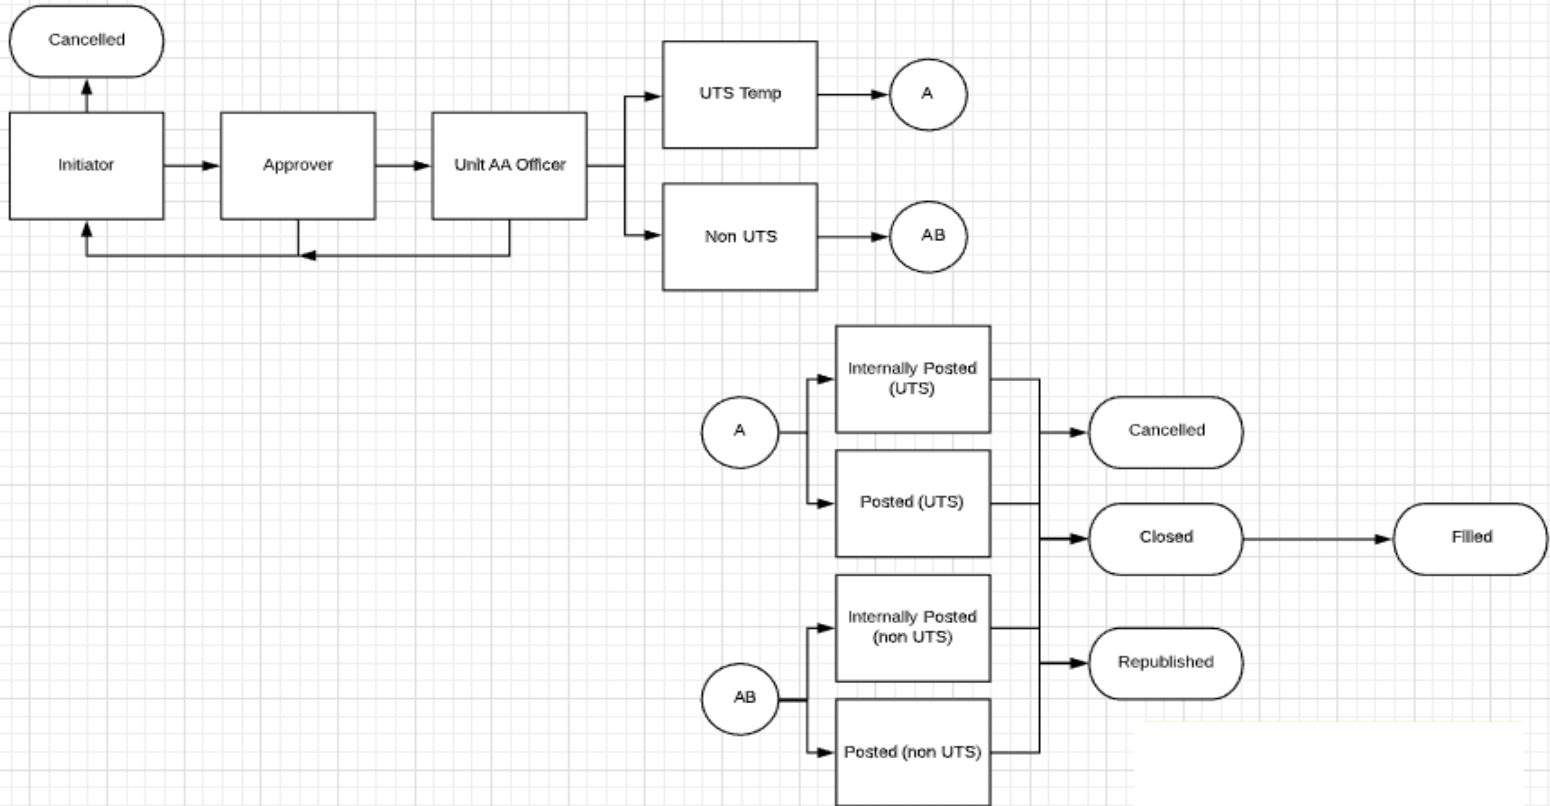 Cancelled
Initiator
Approver
Unit AA Officer
UTS Temp
A
Non UTS
AB
A
Internally Posted
(UTS)
Posted (UTS)
AB
Internally Posted
(non UTS)
Posted (non UTS)
Cancelled
Closed
Filled
Republished